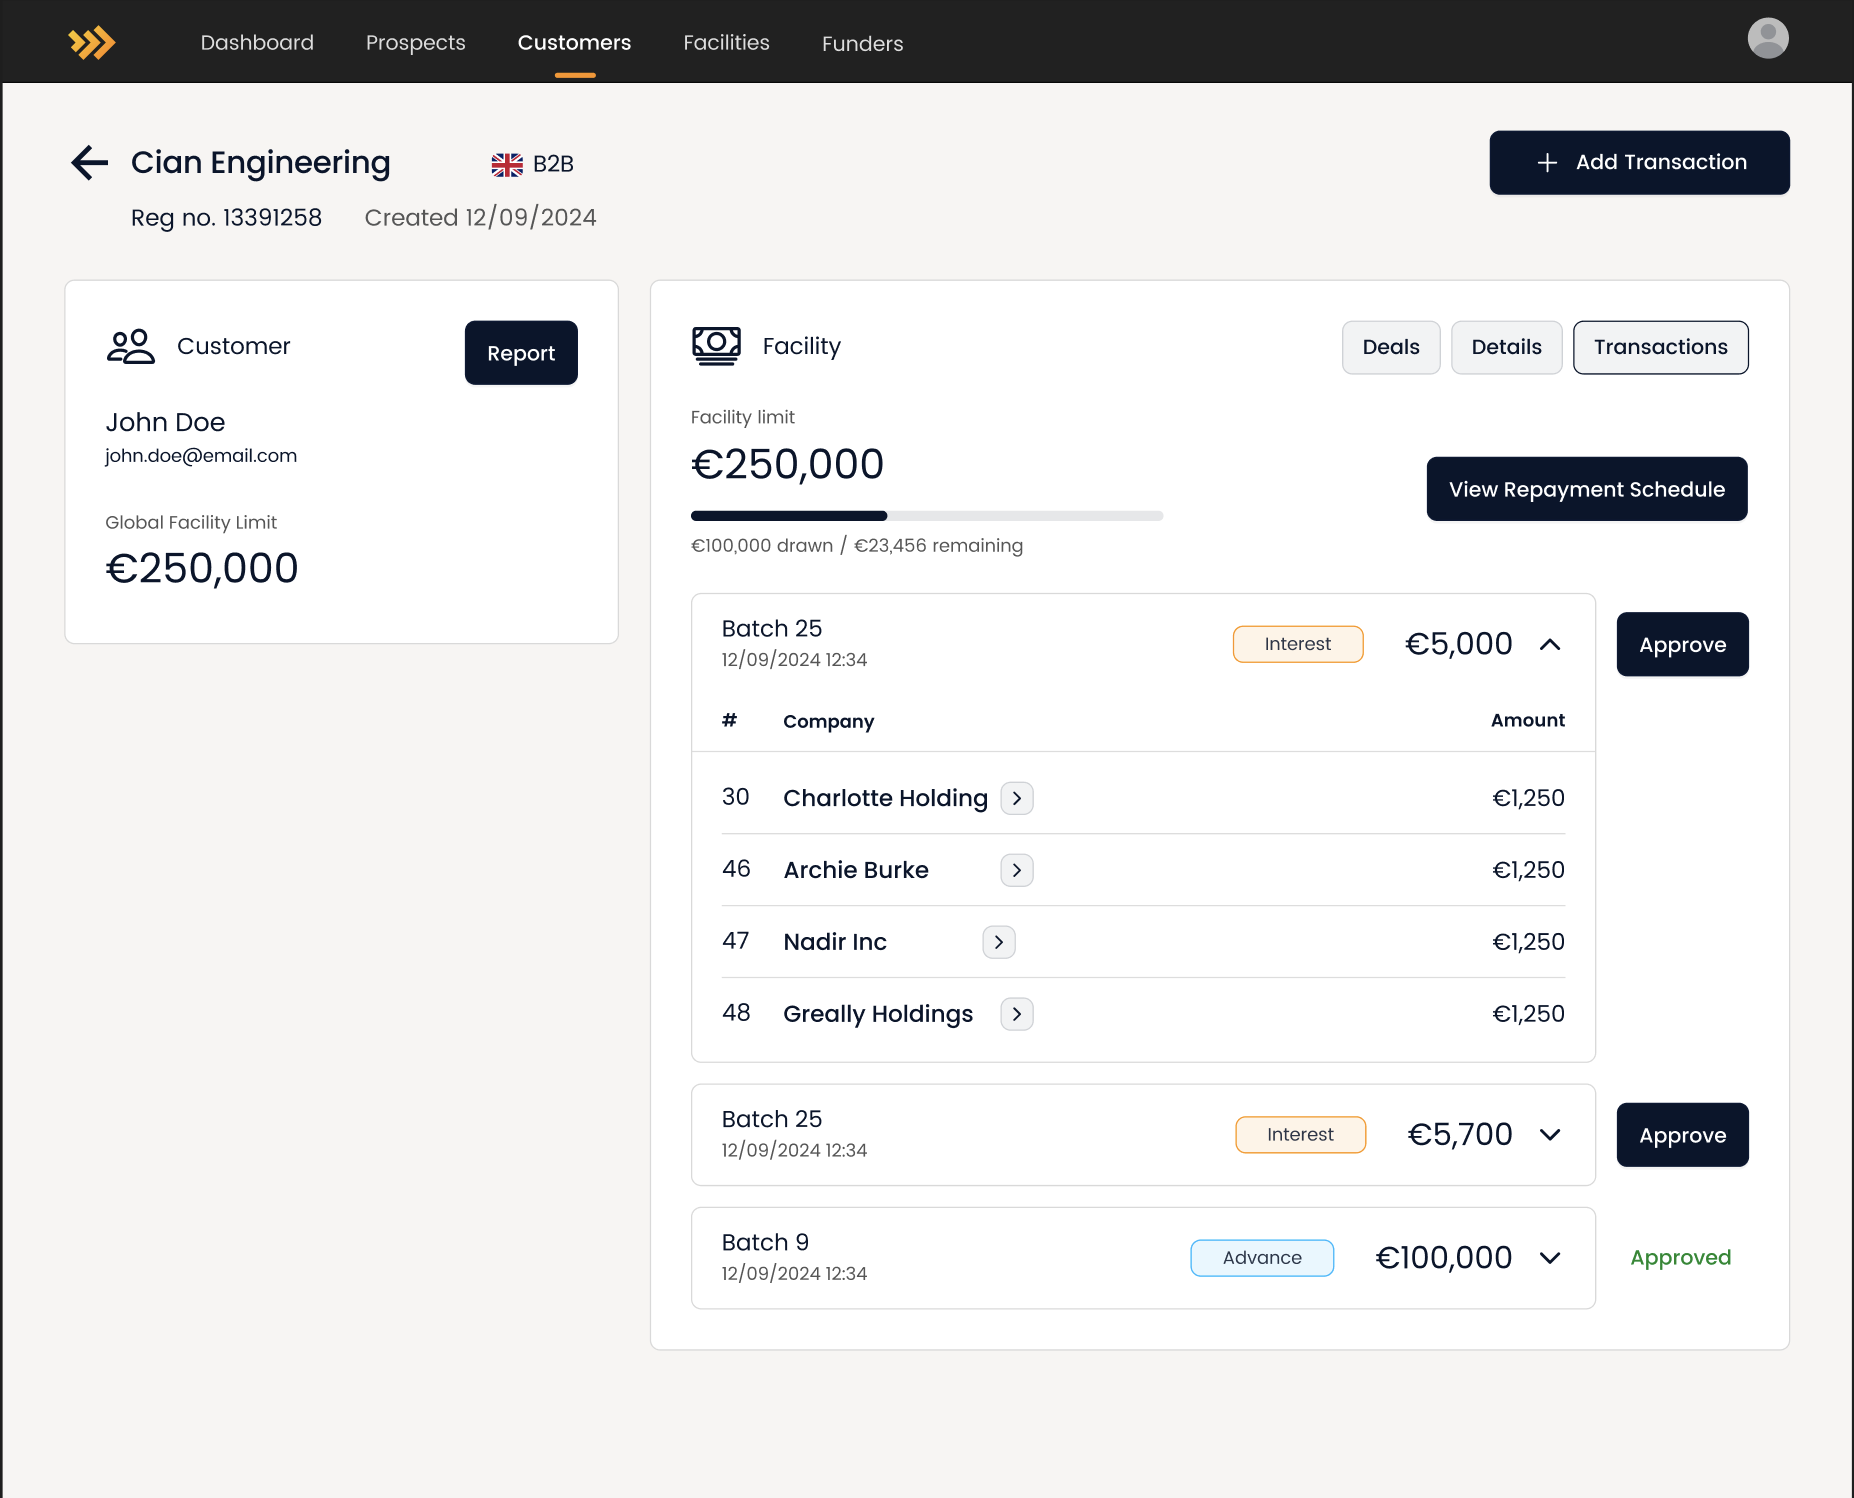 Dashboard Prospects Customers Facilities Funders
Cian Engineering B2B
+ Add Transaction
Reg no. 13391258 Created 12/09/2024
Customer
Report
John Doe
john.doe@email.com
Global Facility Limit
€250,000
Facility
Deals Details Transactions
Facility limit
€250,000
View Repayment Schedule
€100,000 drawn / €23,456 remaining
Batch 25
12/09/2024 12:34
Interest €5,000
Approve
# Company Amount
30 Charlotte Holding €1,250
46 Archie Burke €1,250
47 Nadir Inc €1,250
48 Greally Holdings €1,250
Batch 25
12/09/2024 12:34
Interest €5,700
Approve
Batch 9
12/09/2024 12:34
Advance €100,000
Approved